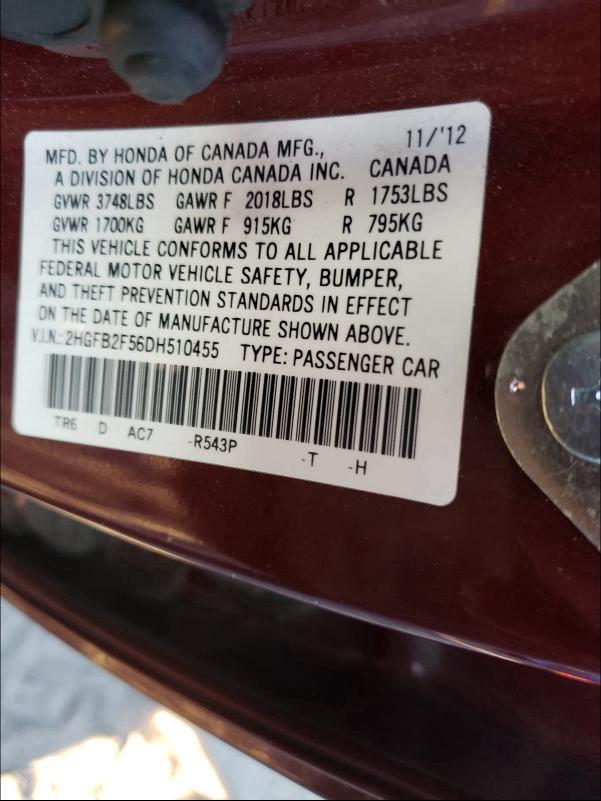 11/'12
MFD. BY HONDA OF CANADA MFG.,
A DIVISION OF HONDA CANADA INC. CANADA
GVWR 3748LBS GAWR F 2018LBS R 1753LBS
GVWR 1700KG GAWR F 915KG R 795KG
THIS VEHICLE CONFORMS TO ALL APPLICABLE
FEDERAL MOTOR VEHICLE SAFETY, BUMPER,
AND THEFT PREVENTION STANDARDS IN EFFECT
ON THE DATE OF MANUFACTURE SHOWN ABOVE.
V.I.N.:2HGFB2F56DH510455 TYPE: PASSENGER CAR
TR6 D AC7 -R543P -T -H